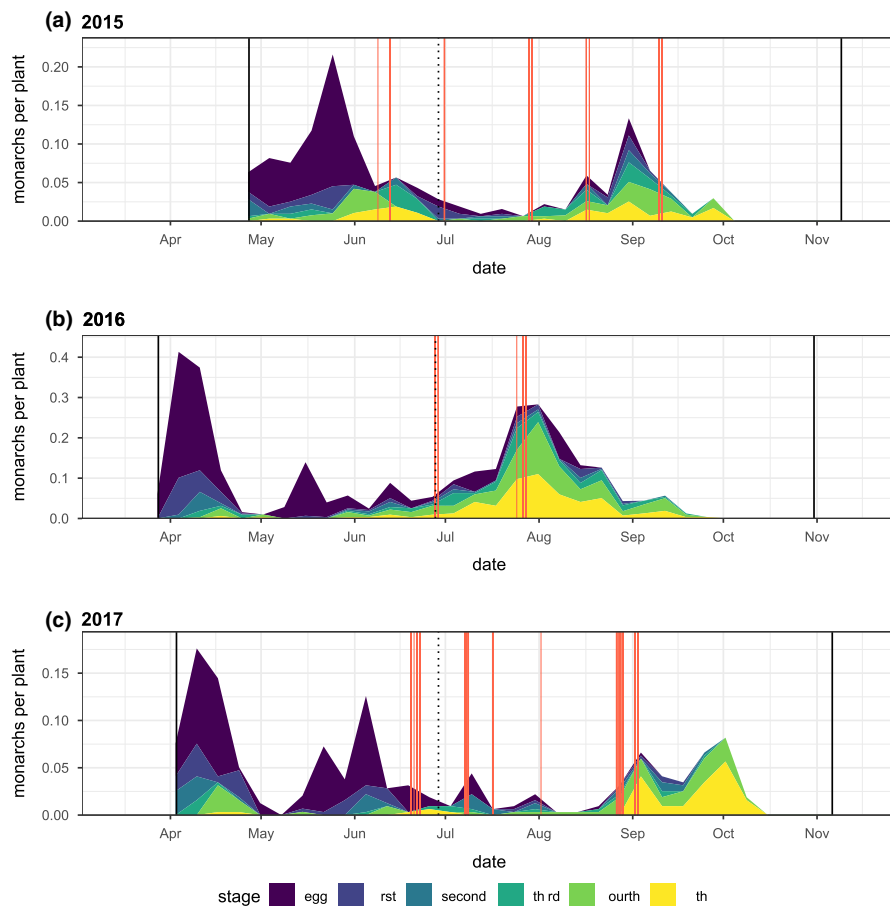 (a) 2015
monarchs per plant
0.20
0.15
0.10
0.05
0.00
Apr May Jun Jul Aug Sep Oct Nov
date
(b) 2016
monarchs per plant
0.4
0.3
0.2
0.1
0.0
Apr May Jun Jul Aug Sep Oct Nov
date
(c) 2017
monarchs per plant
0.15
0.10
0.05
0.00
Apr May Jun Jul Aug Sep Oct Nov
date
stage egg rst second th rd ourth th